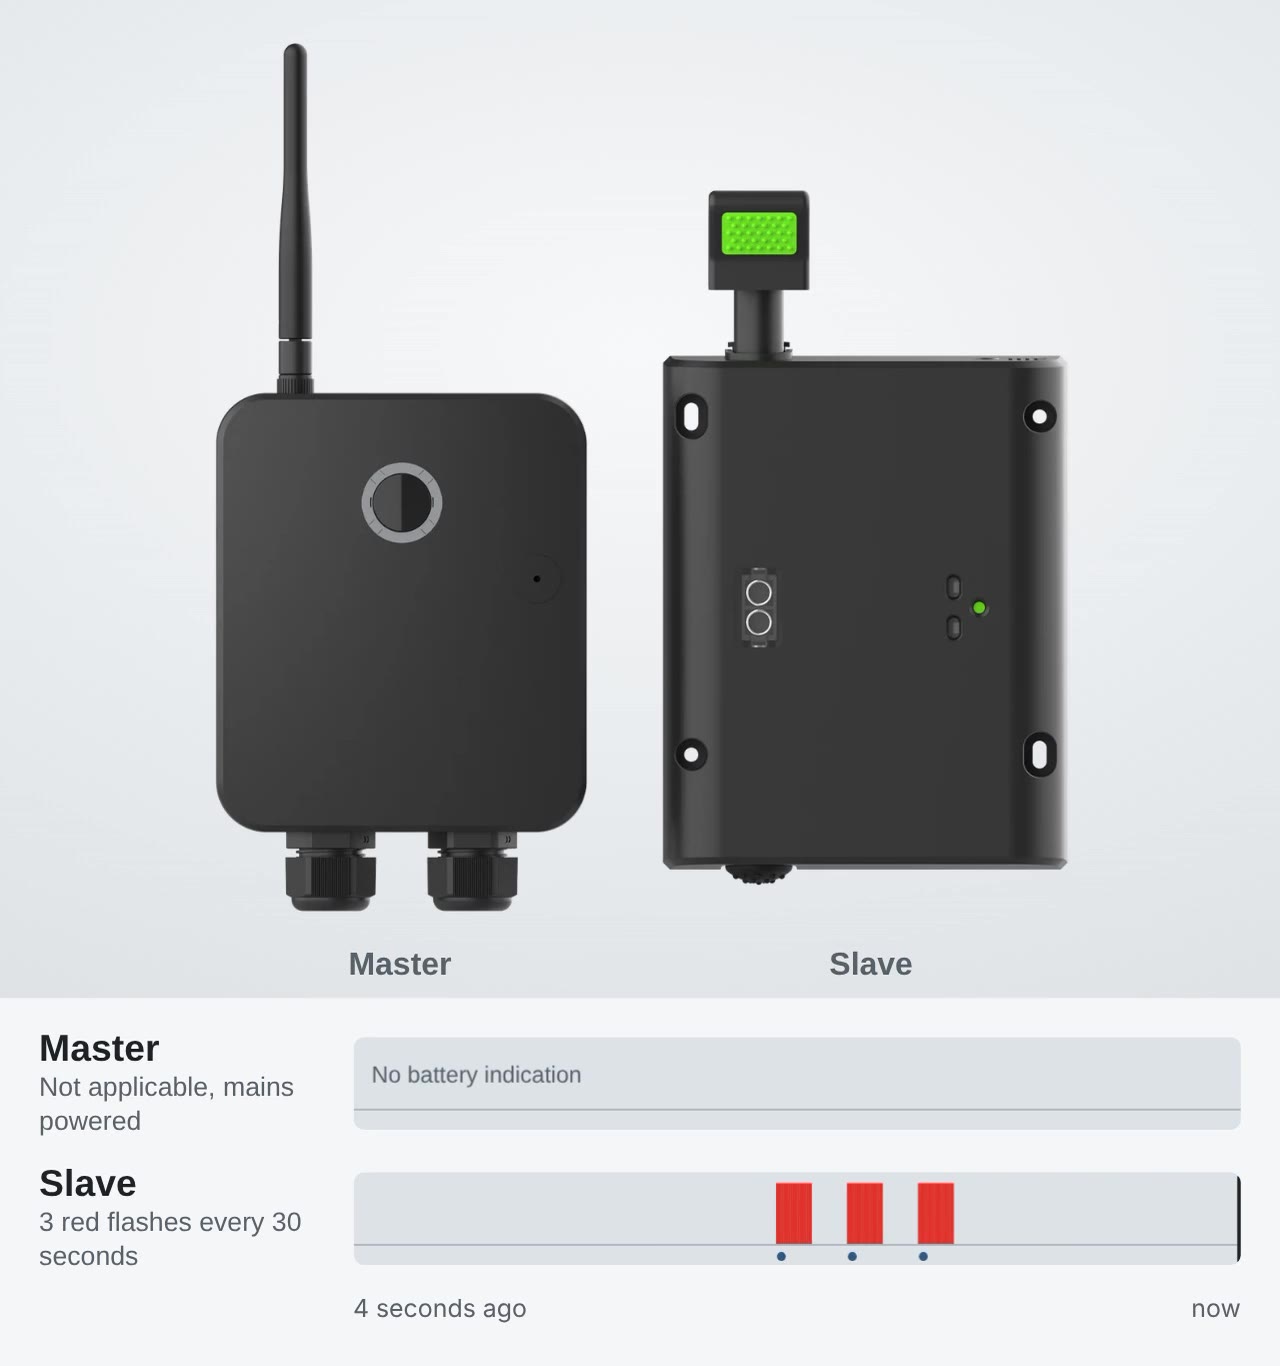 Master
Slave
Master
Not applicable, mains
powered
No battery indication
Slave
3 red flashes every 30
seconds
4 seconds ago
now